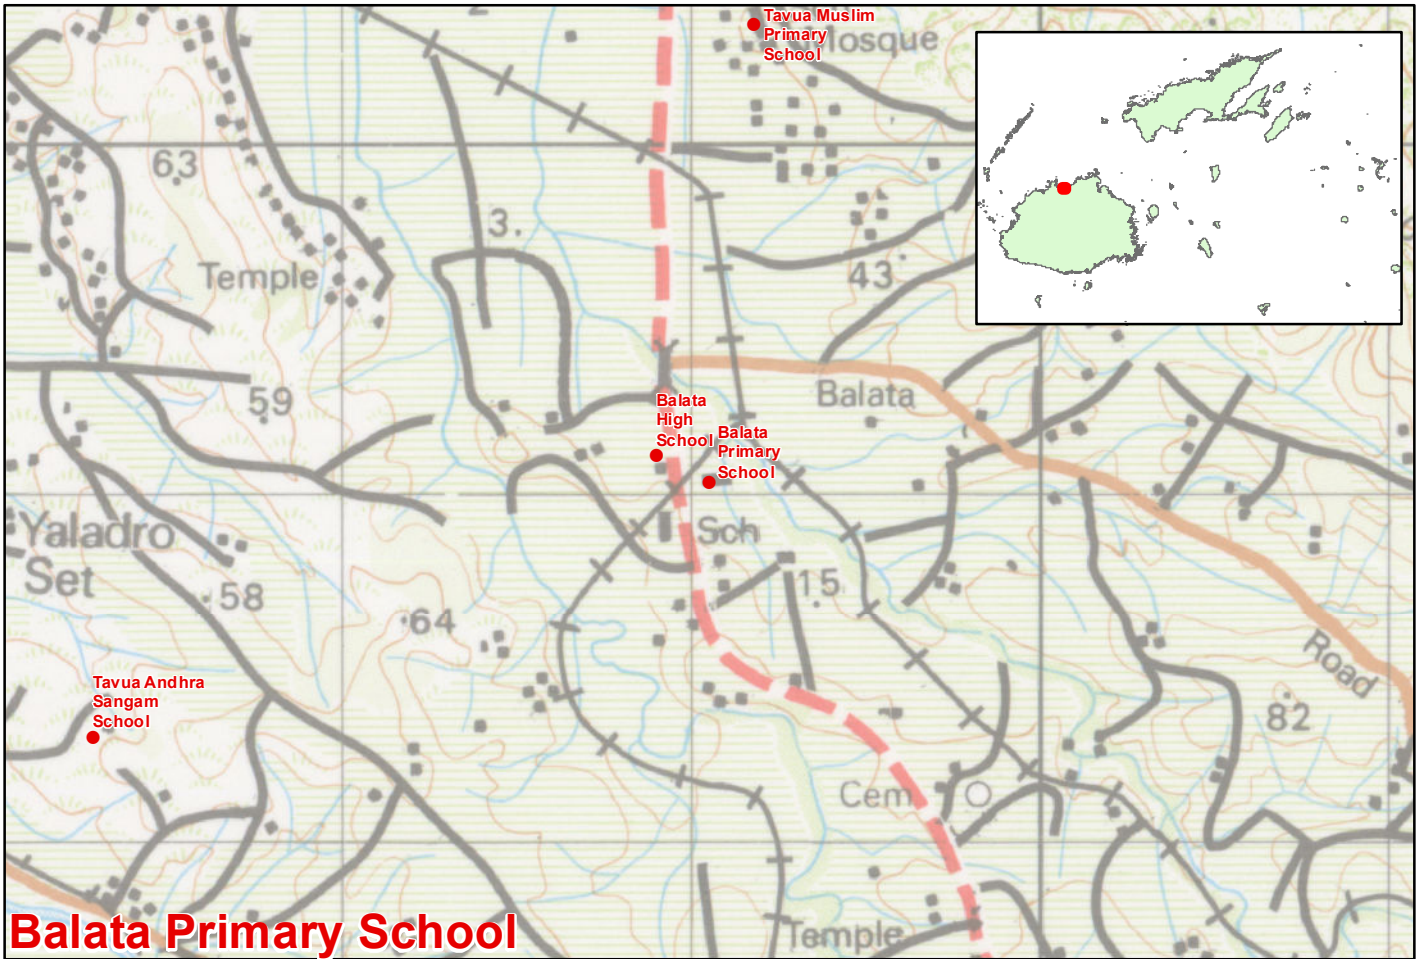 Tavua Muslim
Primary
School
Mosque
63
3.
Temple
43
59
Balata
Balata
High
School
Balata
Primary
School
Yaladro
Set
Sch
58
64
15
Road
Tavua Andhra
Sangam
School
82
Cem
Temple
Balata Primary School